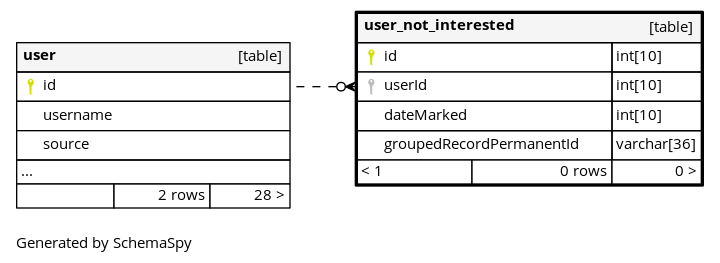 user [table]
id
username
source
...
2 rows 28 >
user_not_interested [table]
id int[10]
userId int[10]
dateMarked int[10]
groupedRecordPermanentId varchar[36]
< 1 0 rows 0 >
Generated by SchemaSpy